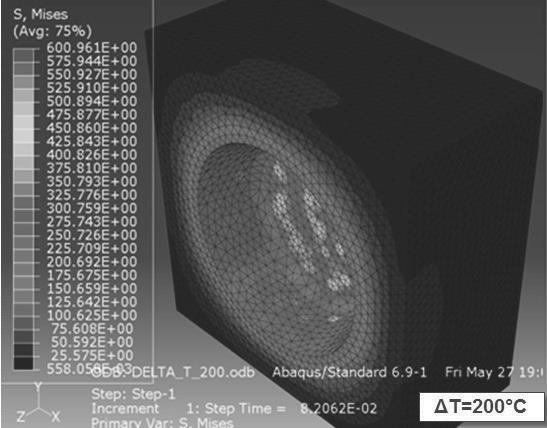 S, Mises
(Avg: 75%)
600.961E+00
575.944E+00
550.927E+00
525.910E+00
500.894E+00
475.877E+00
450.860E+00
425.843E+00
400.826E+00
375.810E+00
350.793E+00
325.776E+00
300.759E+00
275.743E+00
250.726E+00
225.709E+00
200.692E+00
175.675E+00
150.659E+00
125.642E+00
100.625E+00
75.608E+00
50.592E+00
25.575E+00
558.058E-03
ODB: DELTA_T_200.odb Abaqus/Standard 6.9-1 Fri May 27 19:
Y
Z X
Step: Step-1
Increment 1: Step Time = 8.2062E-02
Primary Var: S, Mises
ΔT=200°C